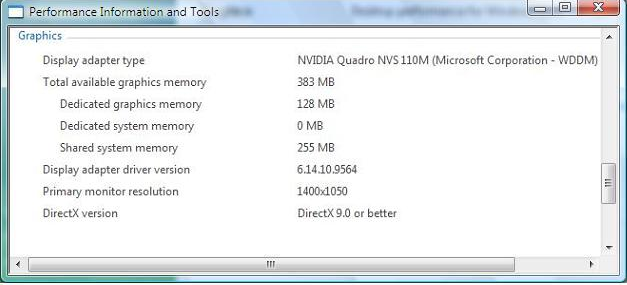 Performance Information and Tools
Graphics
Display adapter type NVIDIA Quadro NVS 110M (Microsoft Corporation - WDDM)
Total available graphics memory 383 MB
Dedicated graphics memory 128 MB
Dedicated system memory 0 MB
Shared system memory 255 MB
Display adapter driver version 6.14.10.9564
Primary monitor resolution 1400x1050
DirectX version DirectX 9.0 or better